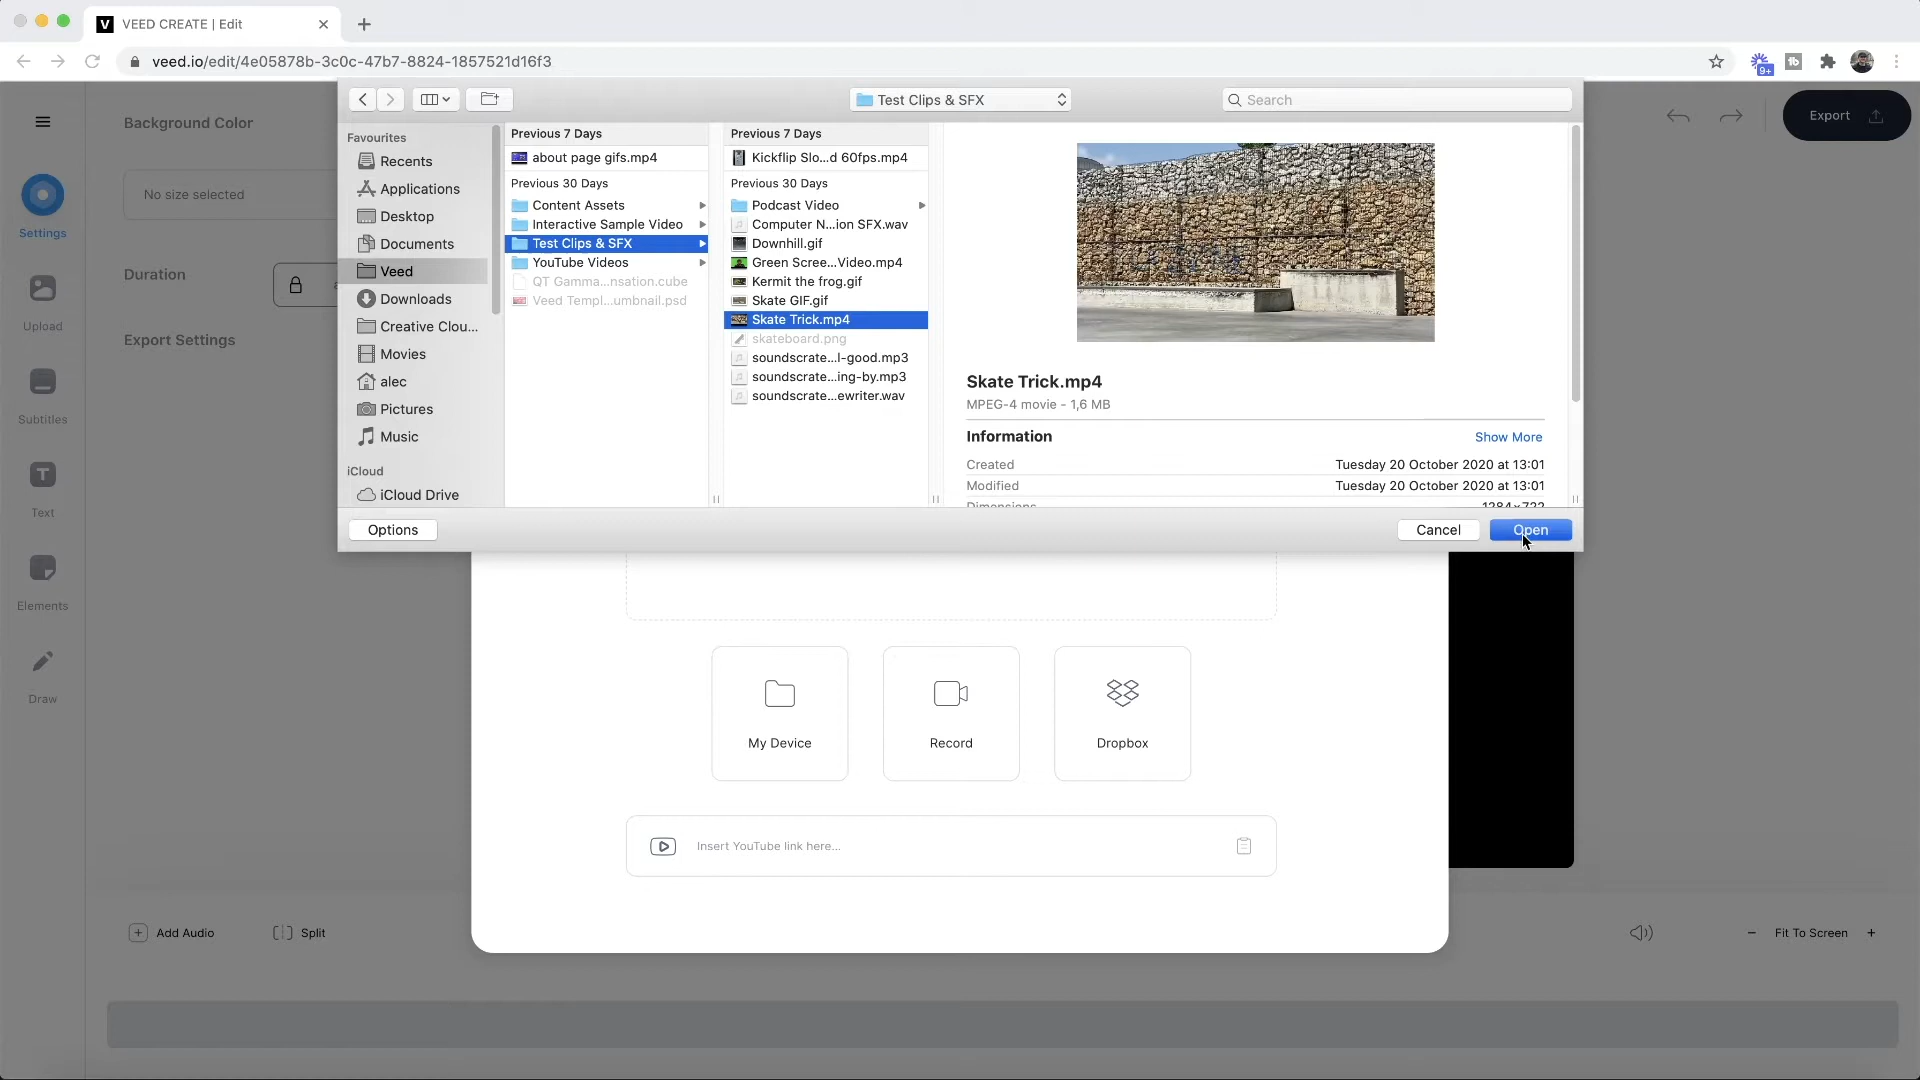 VEED CREATE | Edit
veed.io/edit/4e05878b-3c0c-47b7-8824-1857521d16f3
9+
Test Clips & SFX
Search
Background Color
Export
No size selected
Settings
Duration
Upload
Export Settings
Subtitles
Text
Elements
Draw
Favourites
Recents
Applications
Desktop
Documents
Veed
Downloads
Creative Clou...
Movies
alec
Pictures
Music
iCloud
iCloud Drive
Previous 7 Days
about page gifs.mp4
Previous 30 Days
Content Assets
Interactive Sample Video
Test Clips & SFX
YouTube Videos
QT Gamma...nsation.cube
Veed Templ...umbnail.psd
Previous 7 Days
Kickflip Slo...d 60fps.mp4
Previous 30 Days
Podcast Video
Computer N...ion SFX.wav
Downhill.gif
Green Scree...Video.mp4
Kermit the frog.gif
Skate GIF.gif
Skate Trick.mp4
skateboard.png
soundscrate...l-good.mp3
soundscrate...ing-by.mp3
soundscrate...ewriter.wav
Skate Trick.mp4
MPEG-4 movie - 1,6 MB
Information
Show More
Created
Tuesday 20 October 2020 at 13:01
Modified
Tuesday 20 October 2020 at 13:01
Dimensions
1284×722
Options
Cancel
Open
My Device
Record
Dropbox
Insert YouTube link here...
Add Audio
Split
Fit To Screen